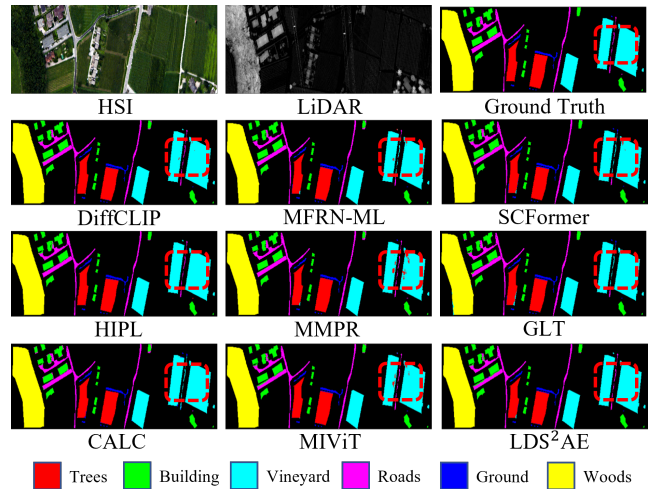 HSI LiDAR Ground Truth
DiffCLIP MFRN-ML SCFormer
HIPL MMPR GLT
CALC MIViT LDS²AE
Trees Building Vineyard Roads Ground Woods